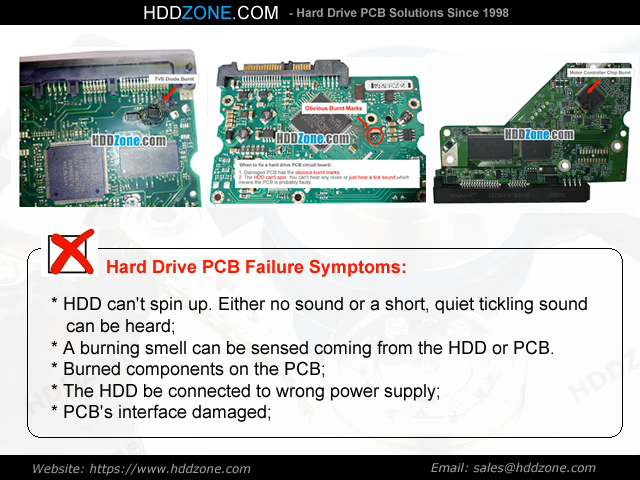 HDDZONE.COM - Hard Drive PCB Solutions Since 1998
TVS Diode Burnt
HDDZone.com
Obvious Burnt Marks
HDDZone.com
When to fix a hard drive PCB circuit board:
1. Damaged PCB has the obvious burnt marks.
2. The HDD can't spin. You can't hear any noise or just hear a tick sound which
means the PCB is probably faulty.
Motor Controller Chip Burnt
HDDZone.com
Hard Drive PCB Failure Symptoms:
* HDD can't spin up. Either no sound or a short, quiet tickling sound
can be heard;
* A burning smell can be sensed coming from the HDD or PCB.
* Burned components on the PCB;
* The HDD be connected to wrong power supply;
* PCB's interface damaged;
Website: https://www.hddzone.com
Email: sales@hddzone.com